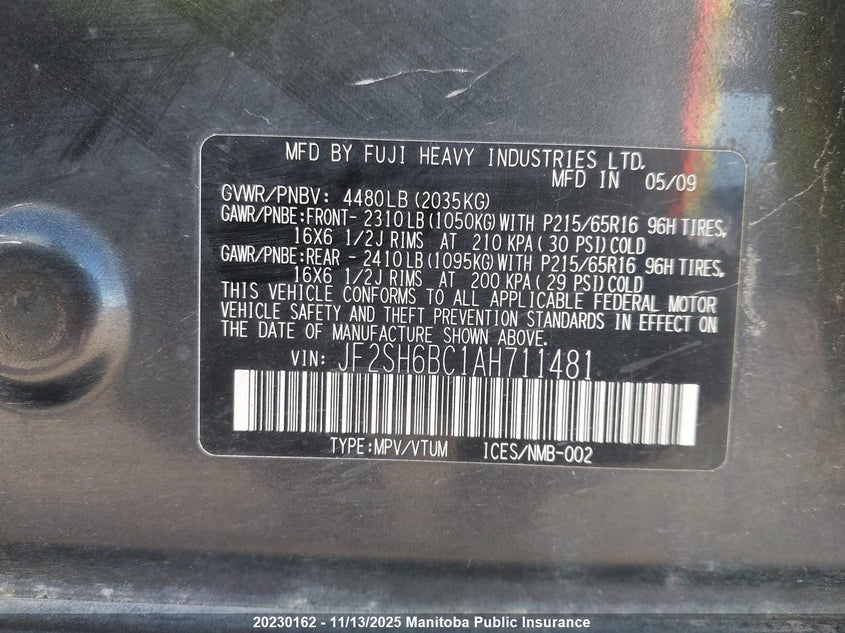 MFD BY FUJI HEAVY INDUSTRIES LTD.
MFD IN 05/09
GVWR/PNBV: 4480LB(2035KG)
GAWR/PNBE:FRONT- 2310LB(1050KG)WITH P215/65R16 96H TIRES,
16X6 1/2J RIMS AT 210 KPA( 30 PSI)COLD
GAWR/PNBE:REAR - 2410LB(1095KG)WITH P215/65R16 96H TIRES,
16X6 1/2J RIMS AT 200 KPA( 29 PSI)COLD
THIS VEHICLE CONFORMS TO ALL APPLICABLE FEDERAL MOTOR
VEHICLE SAFETY AND THEFT PREVENTION STANDARDS IN EFFECT ON
THE DATE OF MANUFACTURE SHOWN ABOVE.
VIN: JF2SH6BC1AH711481
TYPE:MPV/VTUM ICES/NMB-002
20230162 - 11/13/2025 Manitoba Public Insurance